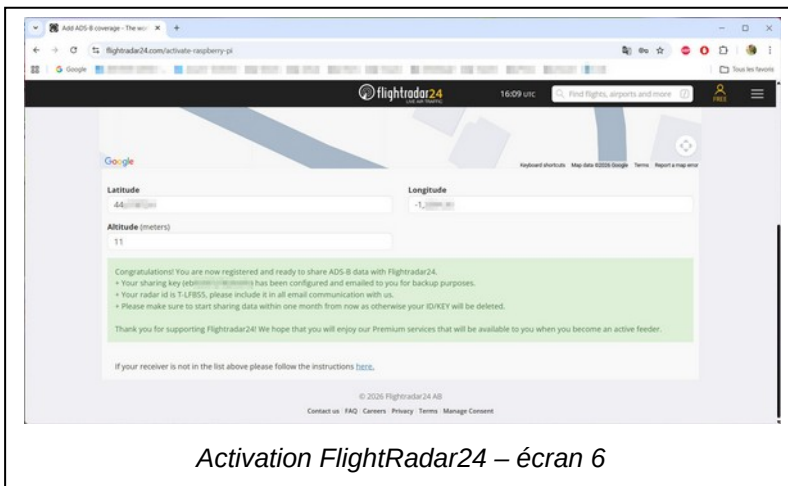 Add ADS-B coverage - The wor
flightradar24.com/activate-raspberry-pi
Google
Tous les favoris
flightradar24
LIVE AIR TRAFFIC
16:09 UTC
Find flights, airports and more
FREE
Google
Keyboard shortcuts Map data ©2026 Google Terms Report a map error
Latitude Longitude
44 -1,
Altitude (meters)
11
Congratulations! You are now registered and ready to share ADS-B data with Flightradar24.
+ Your sharing key (eb has been configured and emailed to you for backup purposes.
+ Your radar id is T-LFBS5, please include it in all email communication with us.
+ Please make sure to start sharing data within one month from now as otherwise your ID/KEY will be deleted.
Thank you for supporting Flightradar24! We hope that you will enjoy our Premium services that will be available to you when you become an active feeder.
If your receiver is not in the list above please follow the instructions here.
© 2026 Flightradar24 AB
Contact us FAQ Careers Privacy Terms Manage Consent
Activation FlightRadar24 – écran 6